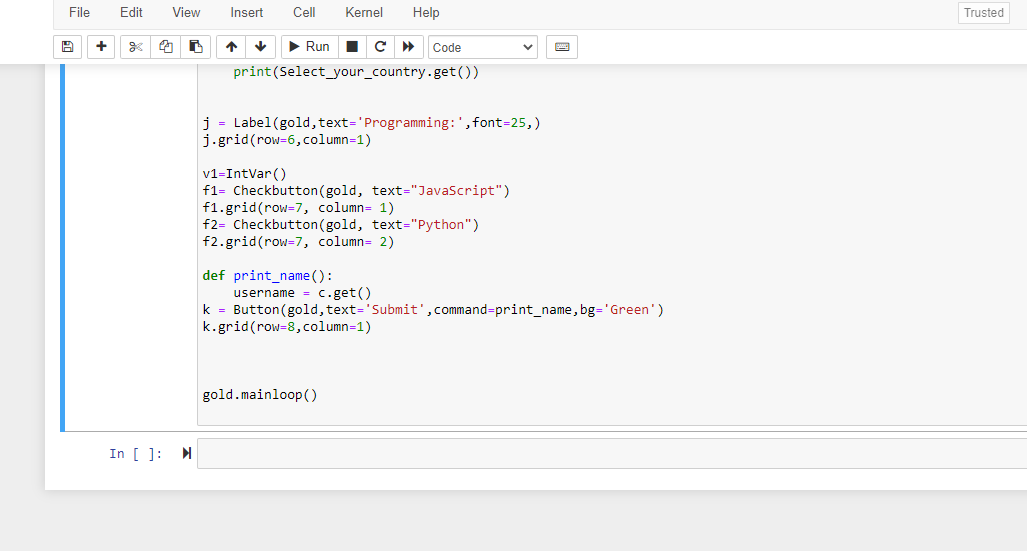 File Edit View Insert Cell Kernel Help Trusted
Run Code
print(Select_your_country.get())
j = Label(gold,text='Programming:',font=25,)
j.grid(row=6,column=1)
v1=IntVar()
f1= Checkbutton(gold, text="JavaScript")
f1.grid(row=7, column= 1)
f2= Checkbutton(gold, text="Python")
f2.grid(row=7, column= 2)
def print_name():
    username = c.get()
k = Button(gold,text='Submit',command=print_name,bg='Green')
k.grid(row=8,column=1)
gold.mainloop()
In [ ]: